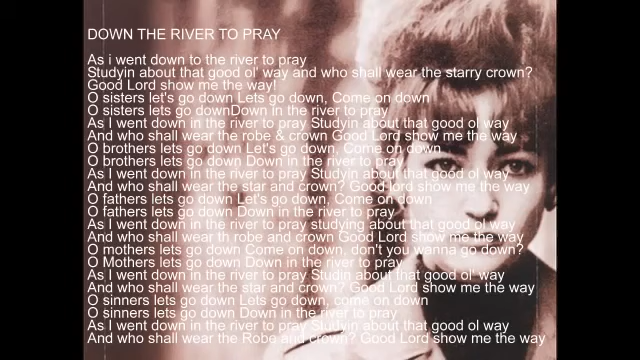 DOWN THE RIVER TO PRAY
As i went down to the river to pray
Studyin about that good ol' way and who shall wear the starry crown?
Good Lord show me the way!
O sisters let's go down Lets go down, Come on down
O sisters lets go downDown in the river to pray
As I went down in the river to pray Studyin about that good ol way
And who shall wear the robe & crown Good Lord show me the way
O brothers lets go down Let's go down, Come on down
O brothers lets go down Down in the river to pray
As I went down in the river to pray Studyin about that good ol way
And who shall wear the star and crown? Good lord show me the way
O fathers lets go down Let's go down, Come on down
O fathers lets go down Down in the river to pray
As I went down in the river to pray studying about that good ol way
And who shall wear th robe and crown Good Lord show me the way
O mothers lets go down Come on down, don't you wanna go down?
O Mothers lets go down Down in the river to pray
As I went down in the river to pray Studin about that good ol' way
And who shall wear the star and crown? Good Lord show me the way
O sinners lets go down Lets go down, come on down
O sinners lets go down Down in the river to pray
As I went down in the river to pray Studyin about that good ol way
And who shall wear the Robe and crown? Good Lord show me the way